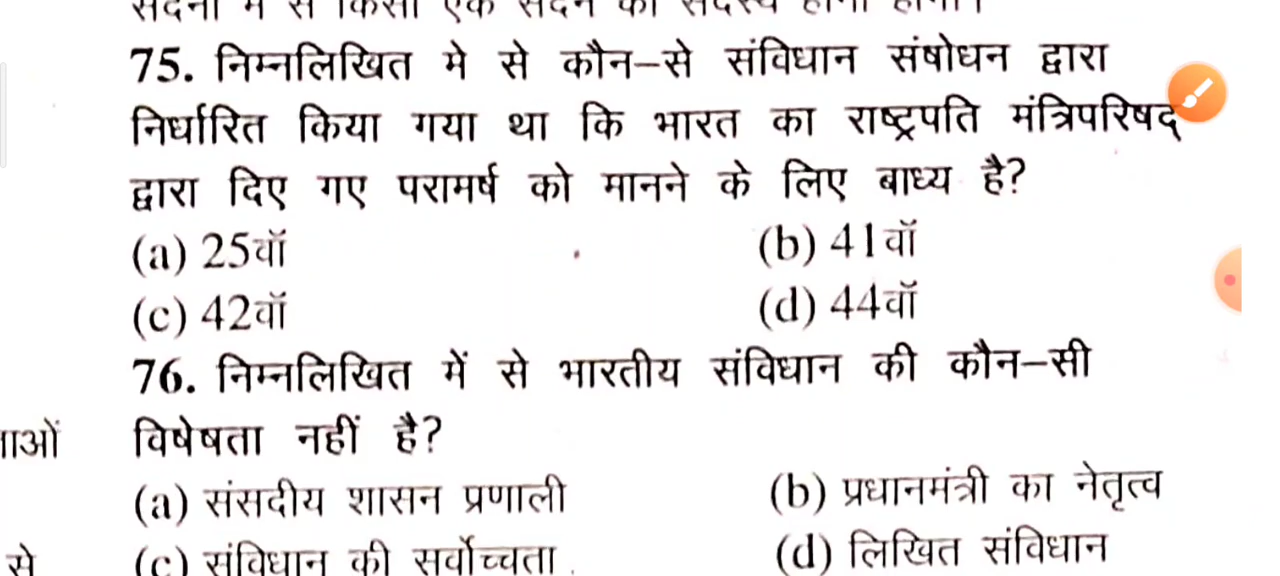 75. निम्नलिखित मे से कौन–से संविधान संषोधन द्वारा
निर्धारित किया गया था कि भारत का राष्ट्रपति मंत्रिपरिषद्
द्वारा दिए गए परामर्ष को मानने के लिए बाध्य है?
(a) 25वॉ (b) 41वॉ
(c) 42वॉ (d) 44वॉ
76. निम्नलिखित में से भारतीय संविधान की कौन–सी
विषेषता नहीं है?
(a) संसदीय शासन प्रणाली (b) प्रधानमंत्री का नेतृत्व
से (c) संविधान की सर्वोच्चता (d) लिखित संविधान